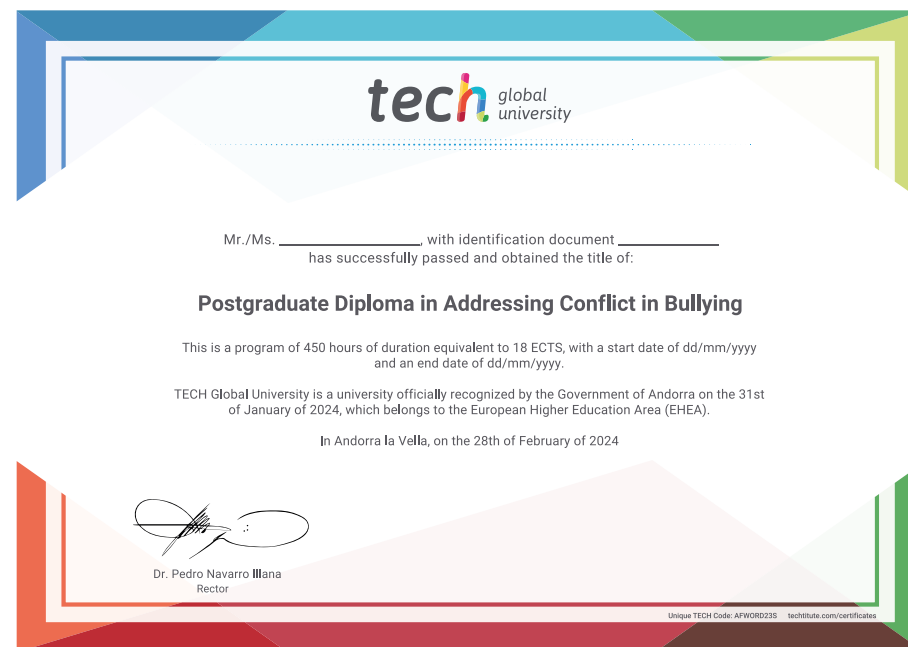 tech global university
Mr./Ms. ____________________, with identification document ______________
has successfully passed and obtained the title of:
Postgraduate Diploma in Addressing Conflict in Bullying
This is a program of 450 hours of duration equivalent to 18 ECTS, with a start date of dd/mm/yyyy
and an end date of dd/mm/yyyy.
TECH Global University is a university officially recognized by the Government of Andorra on the 31st
of January of 2024, which belongs to the European Higher Education Area (EHEA).
In Andorra la Vella, on the 28th of February of 2024
Dr. Pedro Navarro Illana
Rector
Unique TECH Code: AFWORD23S techtitute.com/certificates